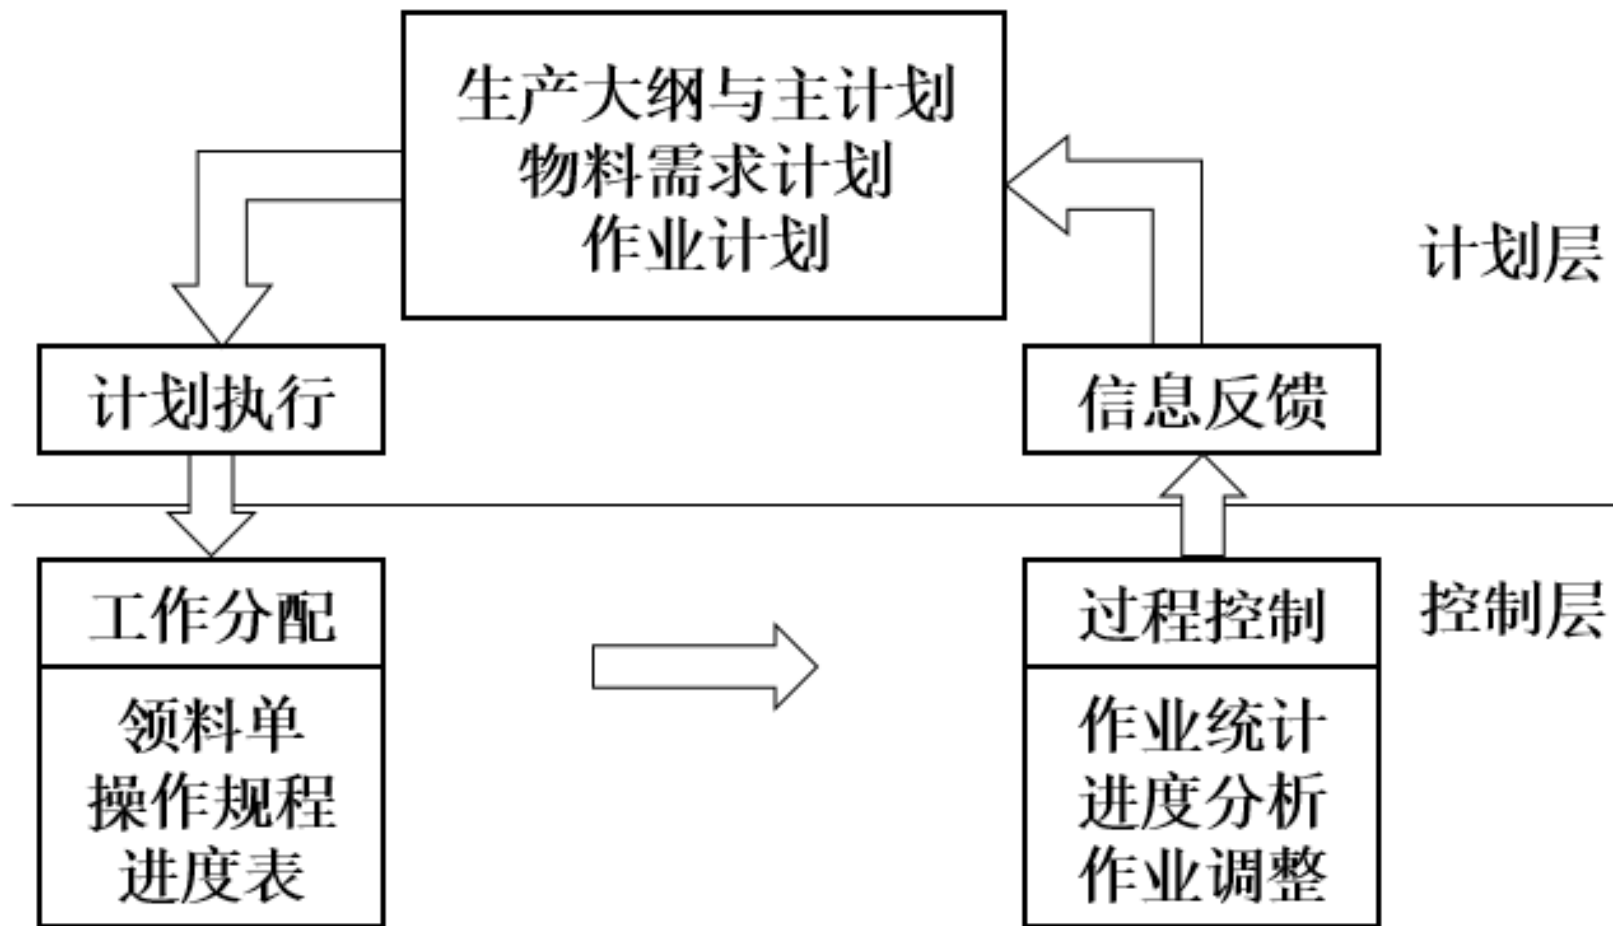 生产大纲与主计划
物料需求计划
作业计划
计划层
计划执行
信息反馈
工作分配
领料单
操作规程
进度表
过程控制
作业统计
进度分析
作业调整
控制层